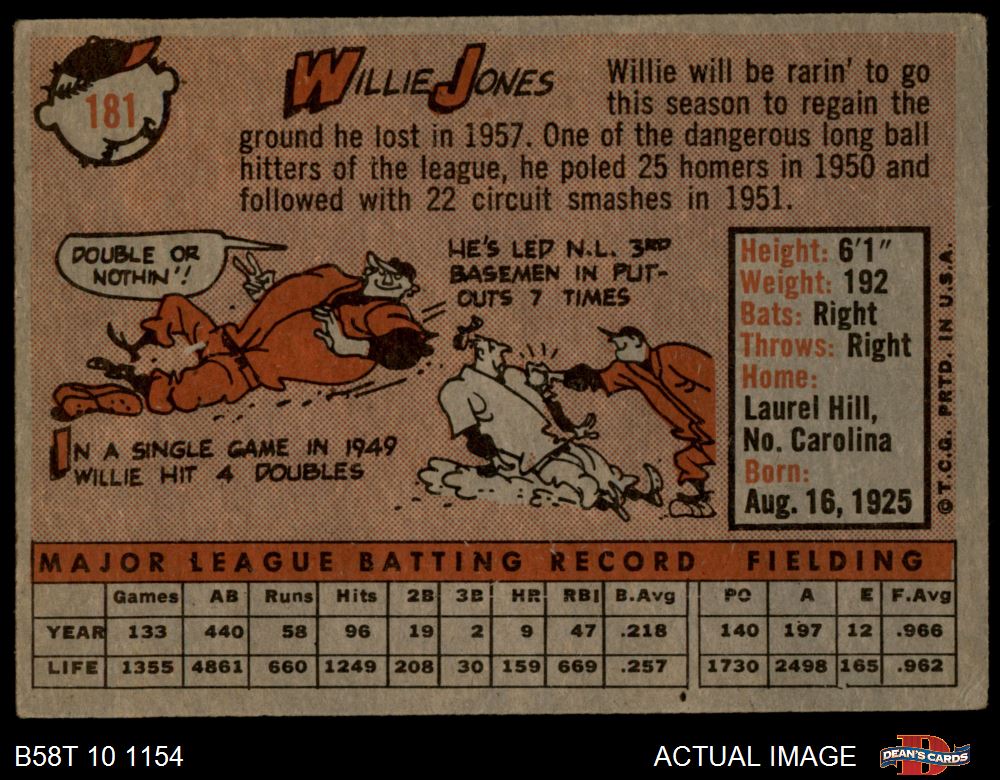 181
WILLIE JONES
Willie will be rarin' to go
this season to regain the
ground he lost in 1957. One of the dangerous long ball
hitters of the league, he poled 25 homers in 1950 and
followed with 22 circuit smashes in 1951.
DOUBLE OR
NOTHIN'!
HE'S LED N.L. 3RD
BASEMEN IN PUT-
OUTS 7 TIMES
IN A SINGLE GAME IN 1949
WILLIE HIT 4 DOUBLES
Height: 6'1"
Weight: 192
Bats: Right
Throws: Right
Home:
Laurel Hill,
No. Carolina
Born:
Aug. 16, 1925
© T.C.G. PRTD. IN U.S.A.
MAJOR LEAGUE BATTING RECORD FIELDING
Games AB Runs Hits 2B 3B HR RBI B.Avg PO A E F.Avg
YEAR 133 440 58 96 19 2 9 47 .218 140 197 12 .966
LIFE 1355 4861 660 1249 208 30 159 669 .257 1730 2498 165 .962
B58T 10 1154 ACTUAL IMAGE DEAN'S CARDS